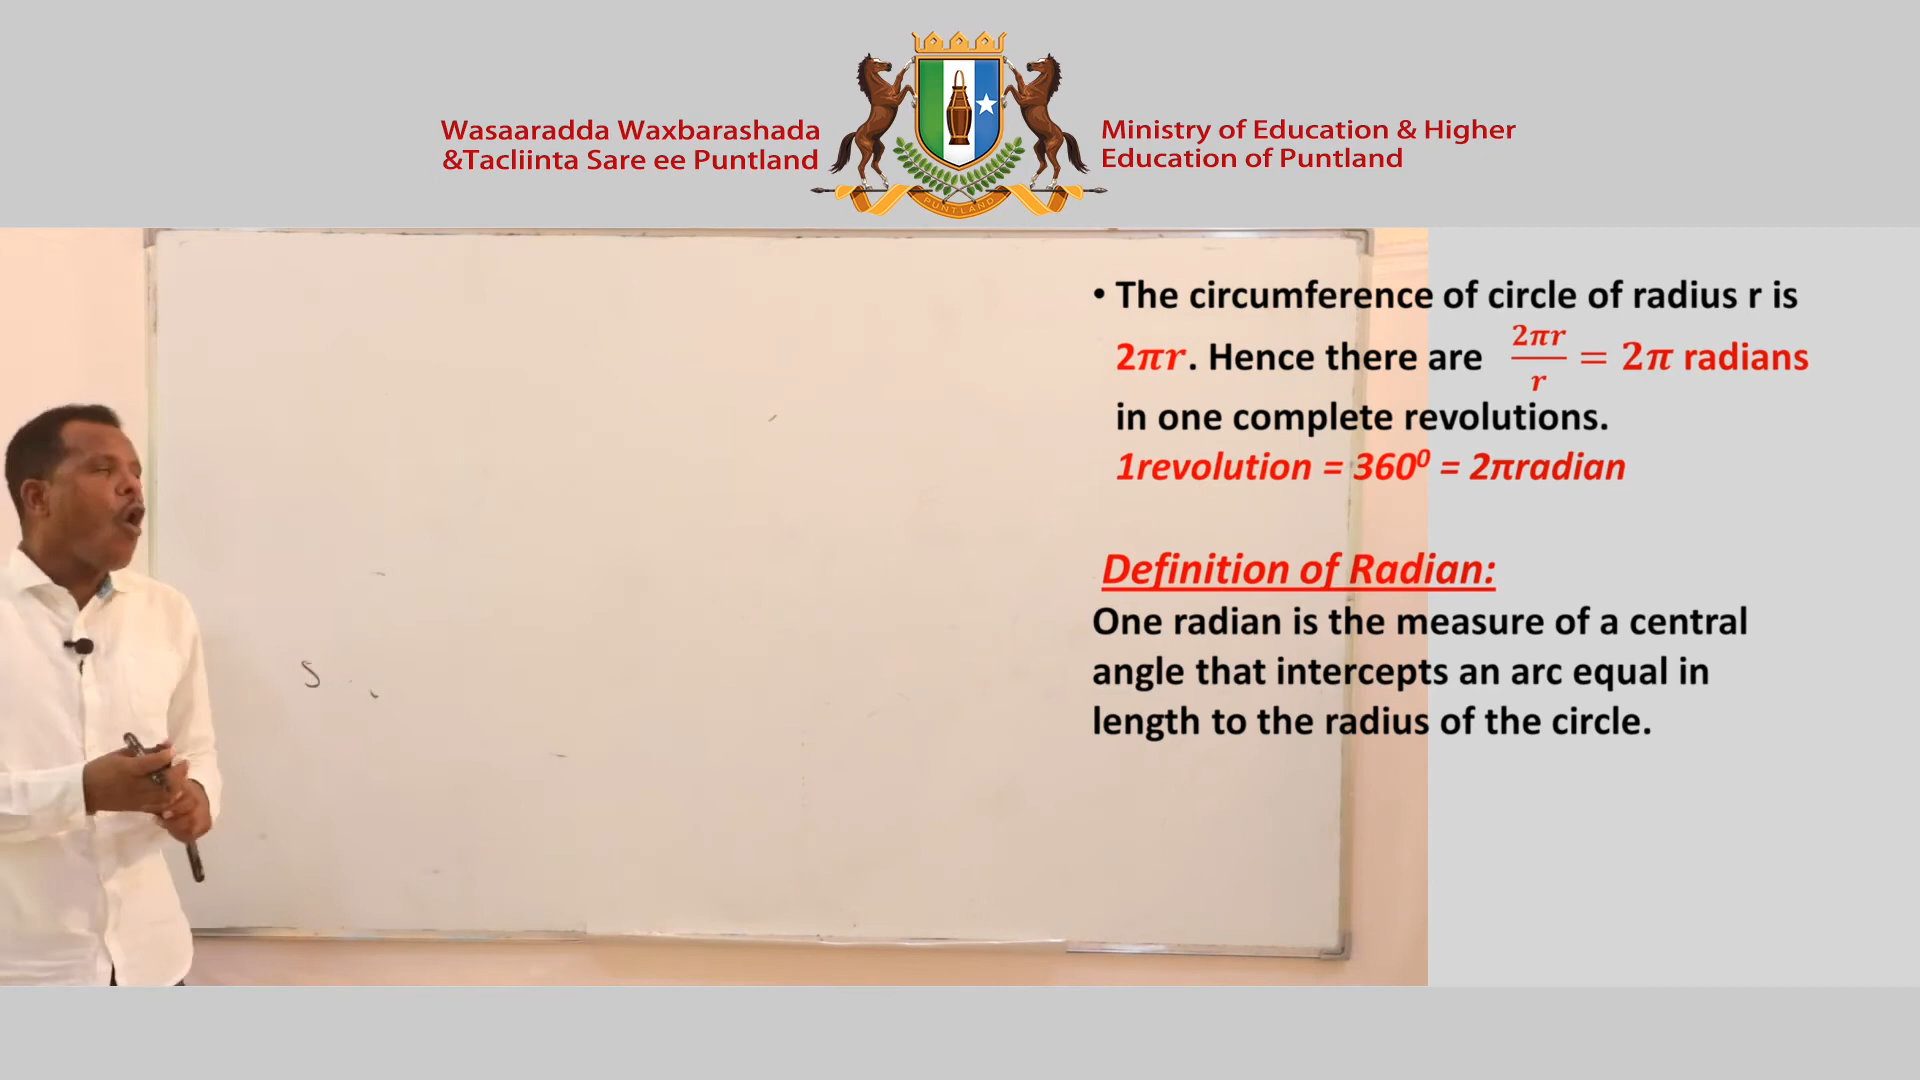 Wasaaradda Waxbarashada
&Tacliinta Sare ee Puntland
Ministry of Education & Higher
Education of Puntland
PUNTLAND
• The circumference of circle of radius r is
2πr. Hence there are 2πr/r = 2π radians
in one complete revolutions.
1revolution = 360⁰ = 2πradian
Definition of Radian:
One radian is the measure of a central
angle that intercepts an arc equal in
length to the radius of the circle.
S